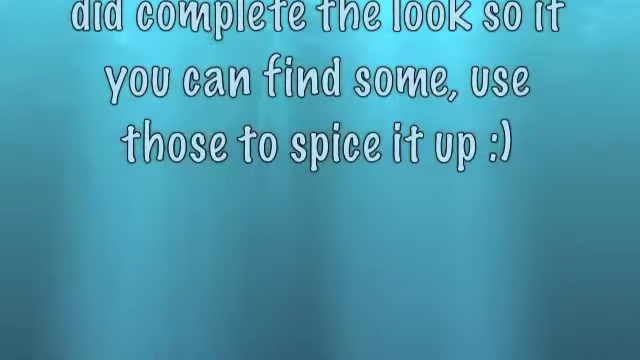 did complete the look so if
you can find some, use
those to spice it up :)